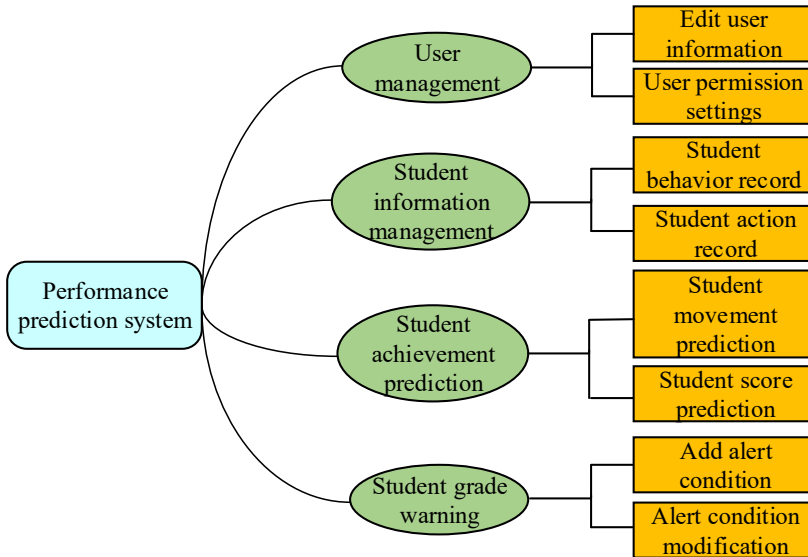 Performance
prediction system
User
management
Edit user
information
User permission
settings
Student
information
management
Student
behavior record
Student action
record
Student
achievement
prediction
Student
movement
prediction
Student score
prediction
Student grade
warning
Add alert
condition
Alert condition
modification